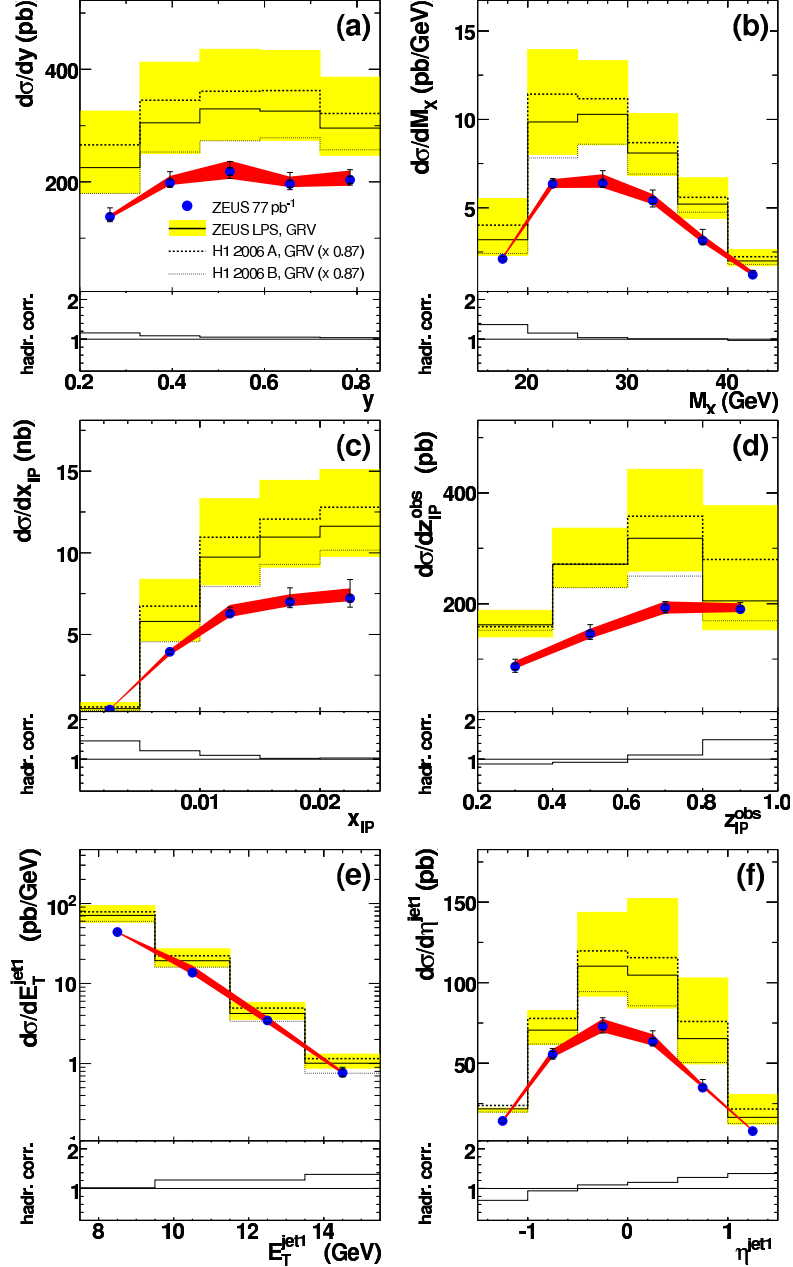 dσ/dy (pb)
(a)
400
200
ZEUS 77 pb⁻¹
ZEUS LPS, GRV
H1 2006 A, GRV (x 0.87)
H1 2006 B, GRV (x 0.87)
hadr. corr.
2
1
0.2 0.4 0.6 0.8
y
dσ/dM_X (pb/GeV)
(b)
15
10
5
hadr. corr.
2
1
20 30 40
M_X (GeV)
dσ/dx_IP (nb)
(c)
15
12.5
7.5
5
hadr. corr.
2
1
0.01 0.02
x_IP
dσ/dz_IP^obs (pb)
(d)
400
200
hadr. corr.
2
1
0.2 0.4 0.6 0.8 1.0
z_IP^obs
dσ/dE_T^jet1 (pb/GeV)
(e)
10²
10
1
hadr. corr.
2
1
8 10 12 14
E_T^jet1 (GeV)
dσ/dη^jet1 (pb)
(f)
150
100
50
hadr. corr.
2
1
-1 0 1
η^jet1